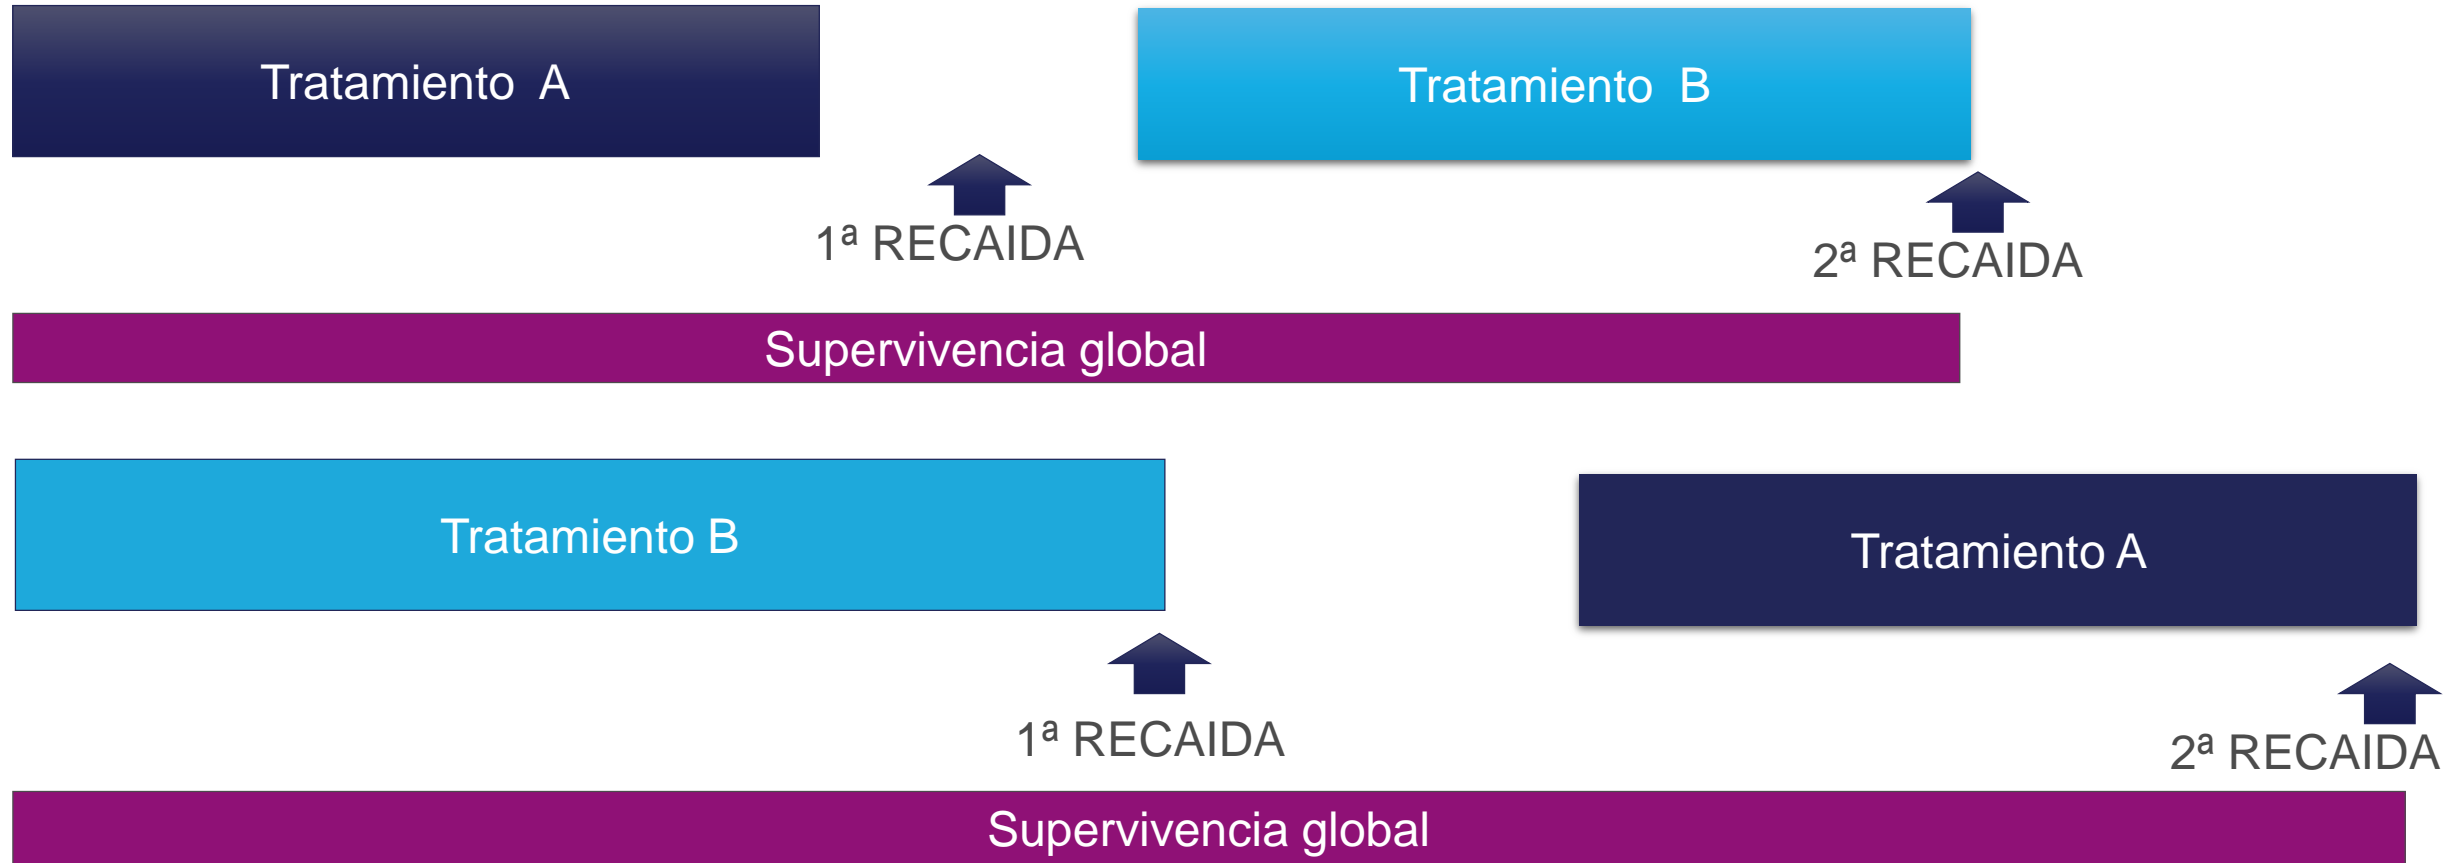 Tratamiento A
Tratamiento B
1ª RECAIDA
2ª RECAIDA
Supervivencia global
Tratamiento B
Tratamiento A
1ª RECAIDA
2ª RECAIDA
Supervivencia global